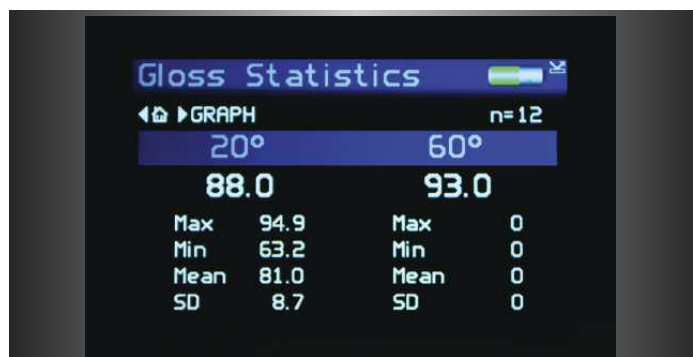 Gloss Statistics
GRAPH n=12
20° 60°
88.0 93.0
Max 94.9 Max 0
Min 63.2 Min 0
Mean 81.0 Mean 0
SD 8.7 SD 0